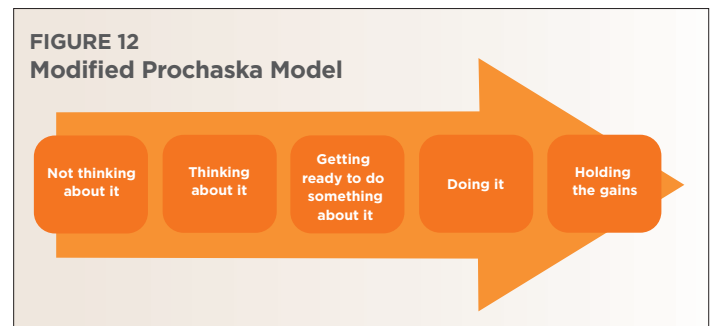 FIGURE 12
Modified Prochaska Model
Not thinking
about it
Thinking
about it
Getting
ready to do
something
about it
Doing it
Holding
the gains